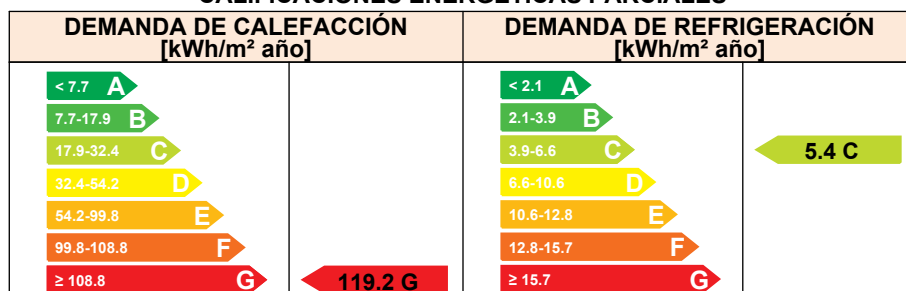 CALIFICACIONES ENERGÉTICAS PARCIALES
DEMANDA DE CALEFACCIÓN
[kWh/m² año]
DEMANDA DE REFRIGERACIÓN
[kWh/m² año]
< 7.7 A
7.7-17.9 B
17.9-32.4 C
32.4-54.2 D
54.2-99.8 E
99.8-108.8 F
≥ 108.8 G
119.2 G
< 2.1 A
2.1-3.9 B
3.9-6.6 C
6.6-10.6 D
10.6-12.8 E
12.8-15.7 F
≥ 15.7 G
5.4 C